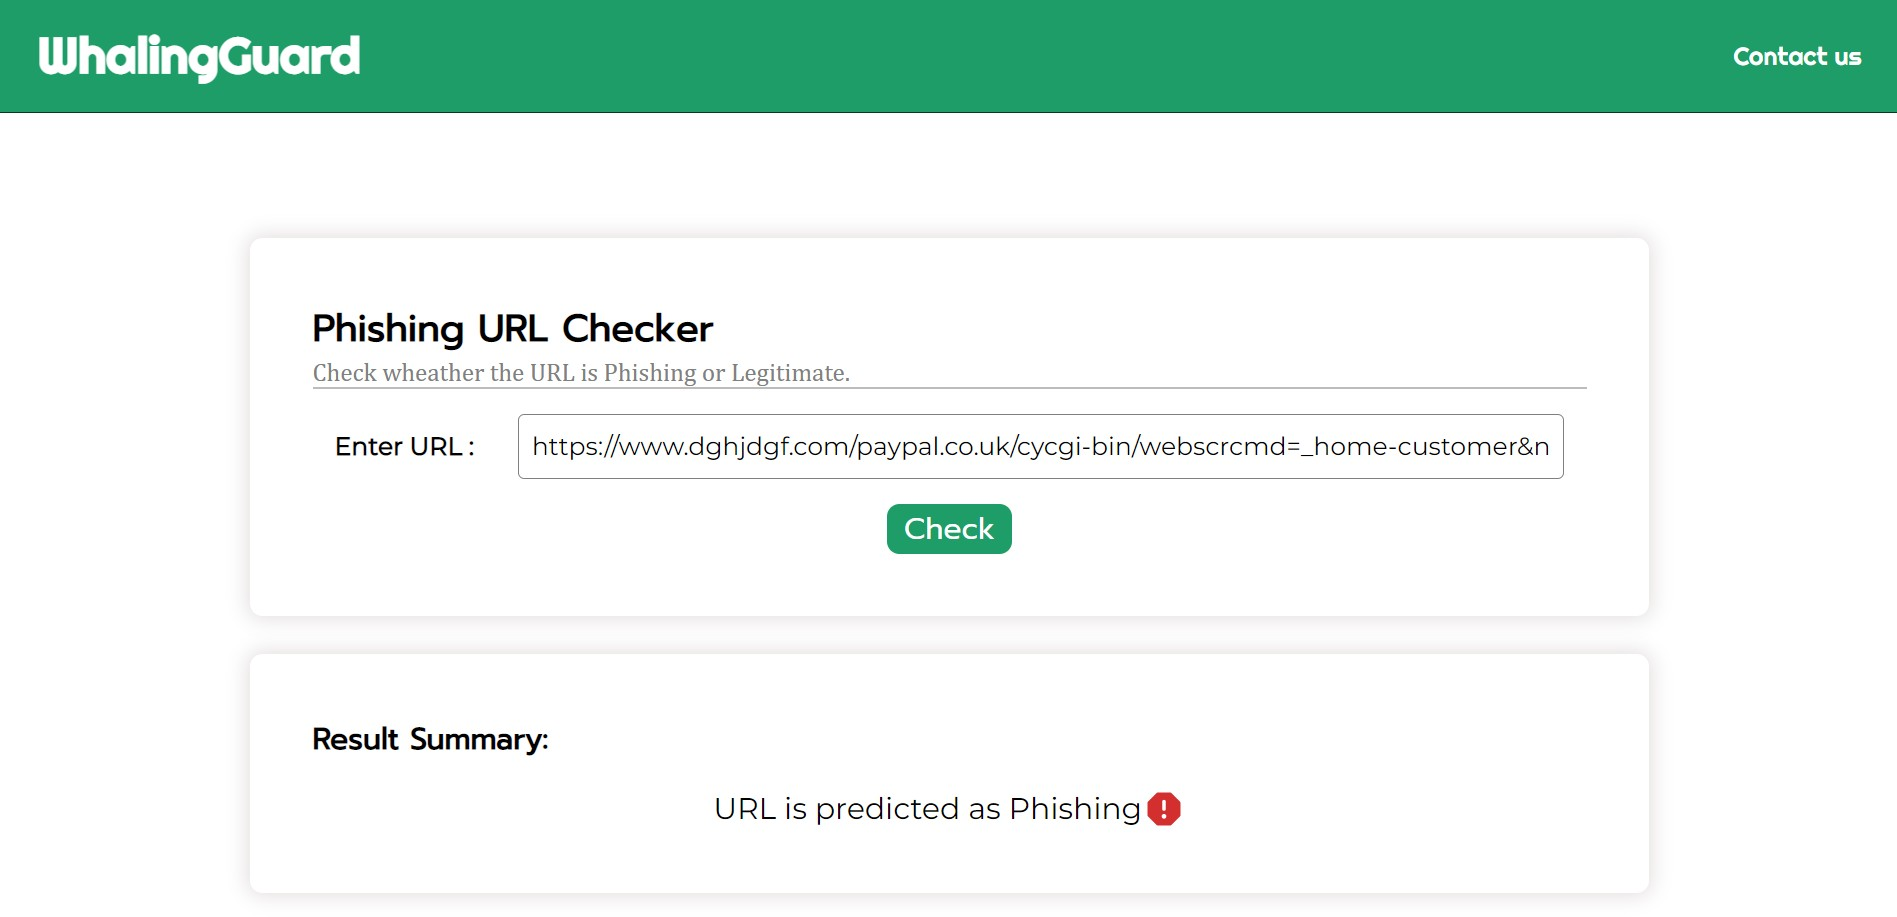 WhalingGuard
Contact us
Phishing URL Checker
Check wheather the URL is Phishing or Legitimate.
Enter URL :
https://www.dghjdgf.com/paypal.co.uk/cycgi-bin/webscrcmd=_home-customer&n
Check
Result Summary:
URL is predicted as Phishing